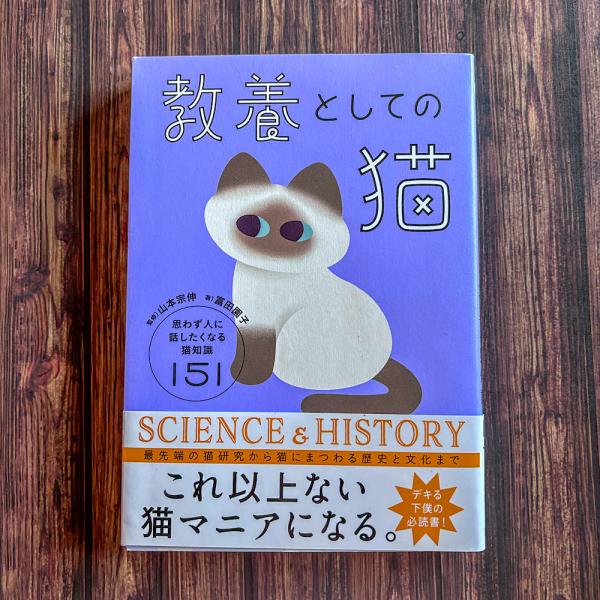 教養としての
猫
監修)山本宗伸 著)富田園子
思わず人に
話したくなる
猫知識
151
SCIENCE & HISTORY
最先端の猫研究から猫にまつわる歴史と文化まで
これ以上ない
猫マニアになる。
デキる
下僕の
必読書!